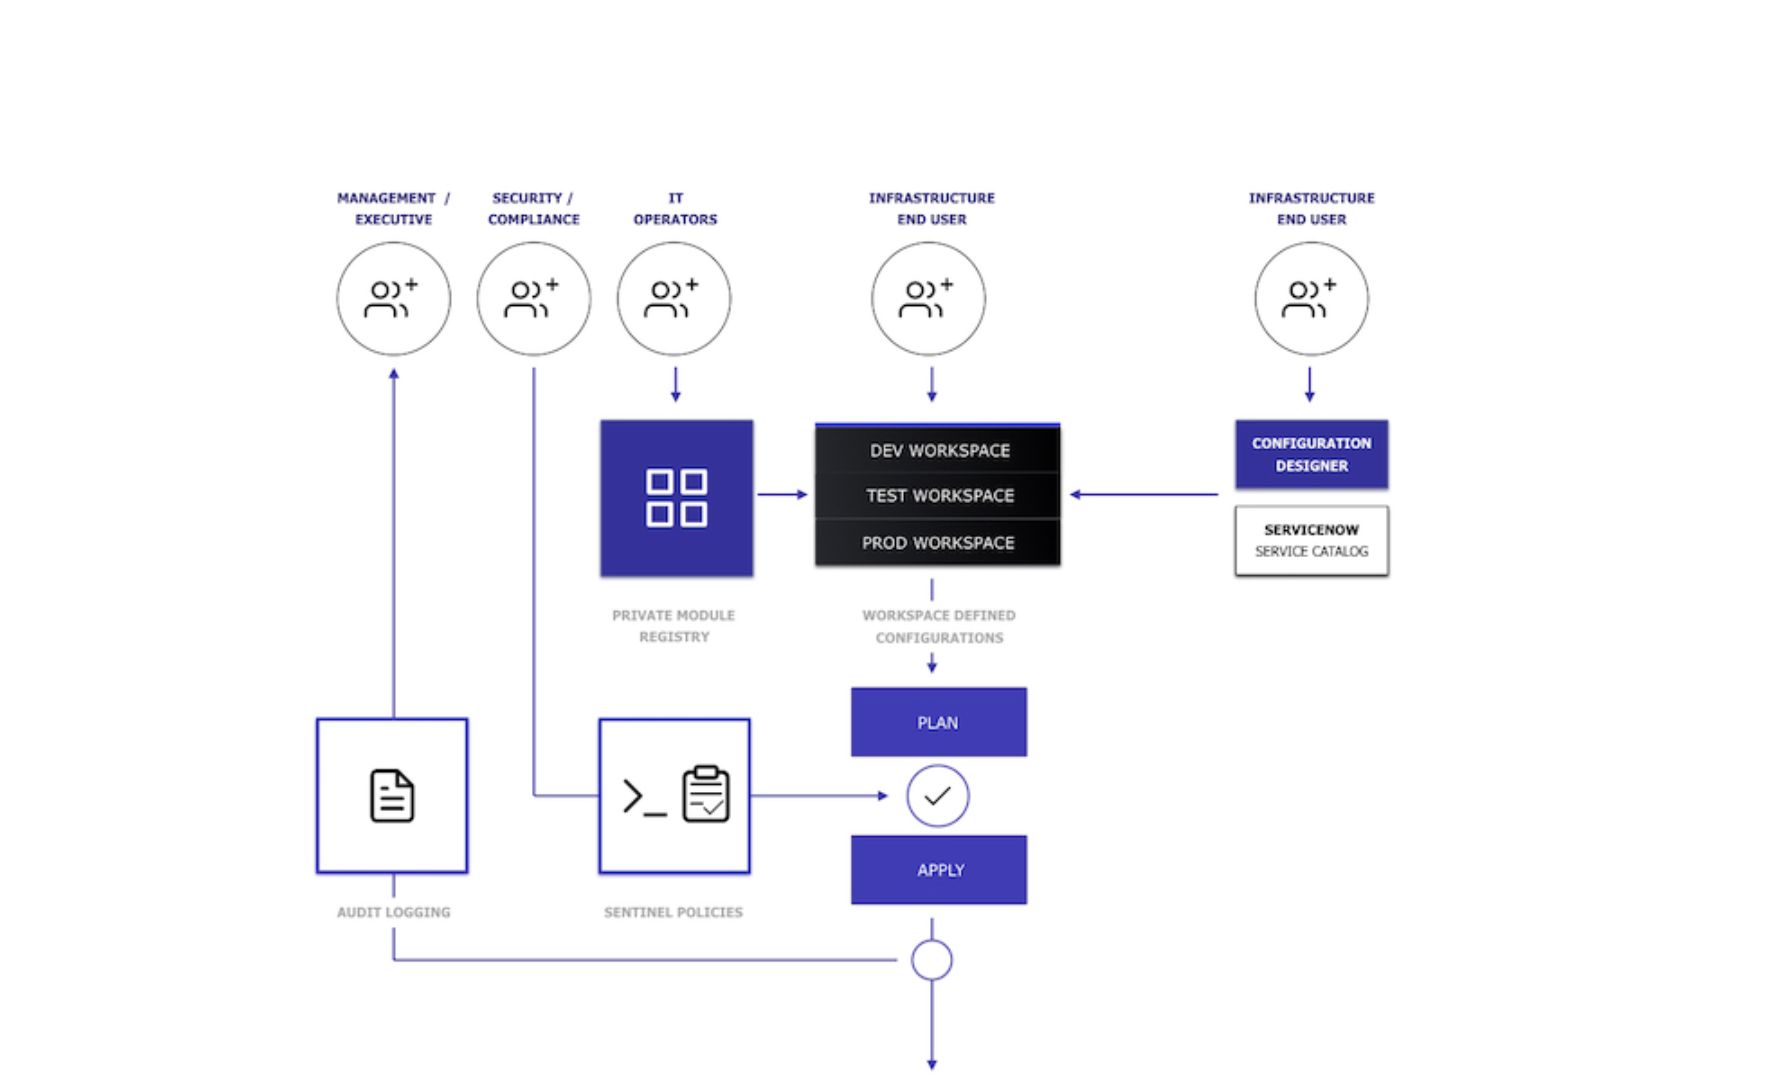 MANAGEMENT /
EXECUTIVE
SECURITY /
COMPLIANCE
IT
OPERATORS
INFRASTRUCTURE
END USER
INFRASTRUCTURE
END USER
DEV WORKSPACE
TEST WORKSPACE
PROD WORKSPACE
CONFIGURATION
DESIGNER
SERVICENOW
SERVICE CATALOG
PRIVATE MODULE
REGISTRY
WORKSPACE DEFINED
CONFIGURATIONS
PLAN
APPLY
AUDIT LOGGING
SENTINEL POLICIES